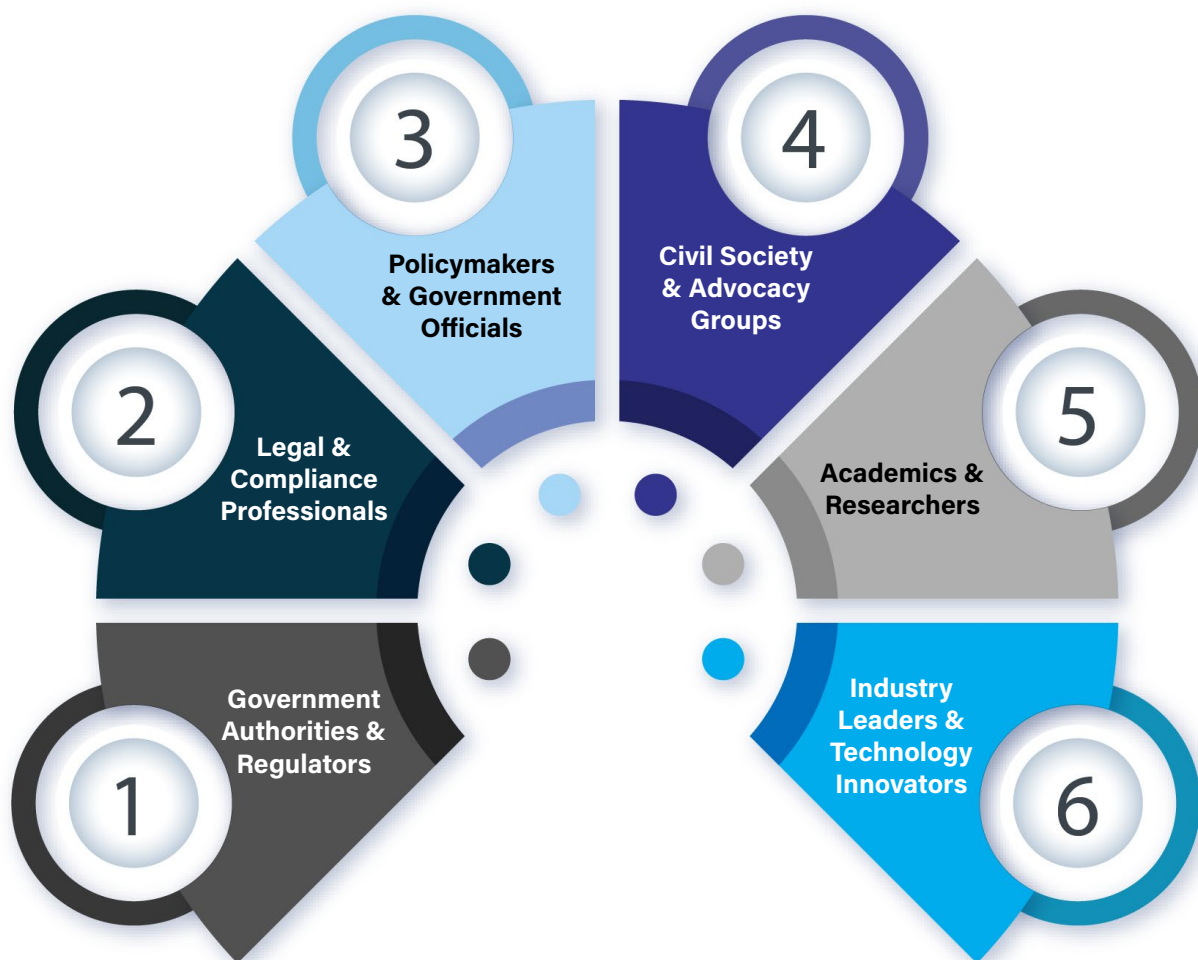 1
Government
Authorities &
Regulators
2
Legal &
Compliance
Professionals
3
Policymakers
& Government
Officials
4
Civil Society
& Advocacy
Groups
5
Academics &
Researchers
6
Industry
Leaders &
Technology
Innovators